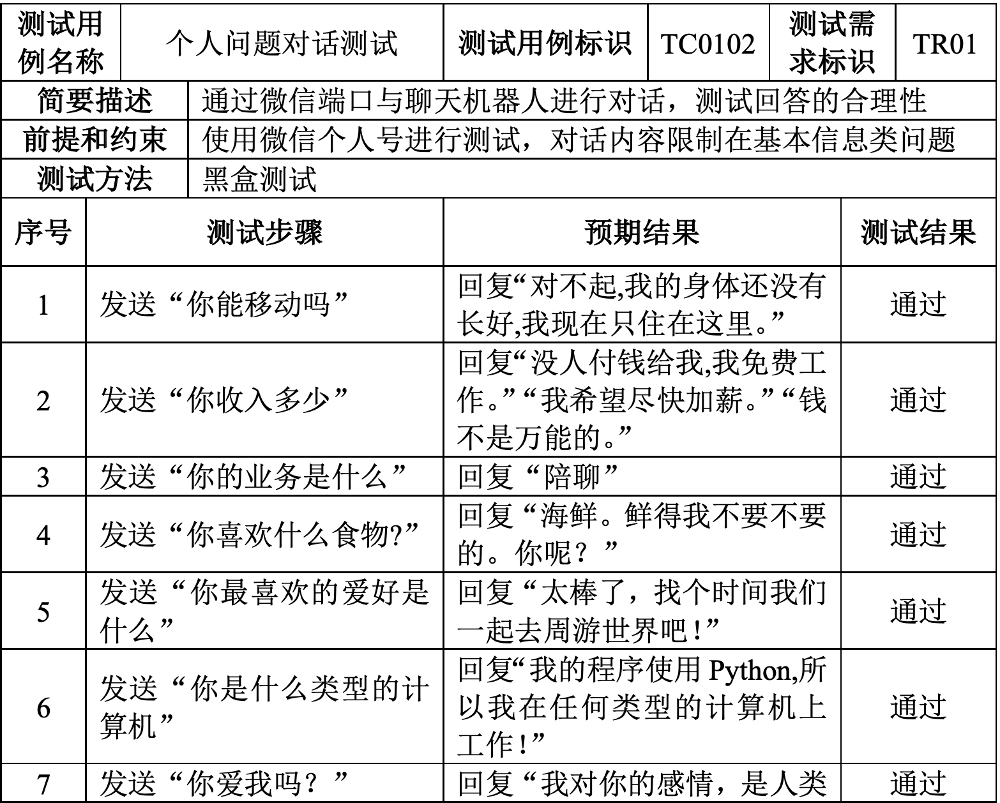 测试用例名称 个人问题对话测试 测试用例标识 TC0102 测试需求标识 TR01
简要描述 通过微信端口与聊天机器人进行对话，测试回答的合理性
前提和约束 使用微信个人号进行测试，对话内容限制在基本信息类问题
测试方法 黑盒测试
序号 测试步骤 预期结果 测试结果
1 发送“你能移动吗” 回复“对不起,我的身体还没有
长好,我现在只住在这里。” 通过
2 发送“你收入多少” 回复“没人付钱给我,我免费工
作。”“我希望尽快加薪。”“钱
不是万能的。” 通过
3 发送“你的业务是什么” 回复“陪聊” 通过
4 发送“你喜欢什么食物?” 回复“海鲜。鲜得我不要不要
的。你呢？” 通过
5 发送“你最喜欢的爱好是
什么” 回复“太棒了，找个时间我们
一起去周游世界吧！” 通过
6 发送“你是什么类型的计
算机” 回复“我的程序使用 Python,所
以我在任何类型的计算机上
工作！” 通过
7 发送“你爱我吗？” 回复“我对你的感情，是人类 通过